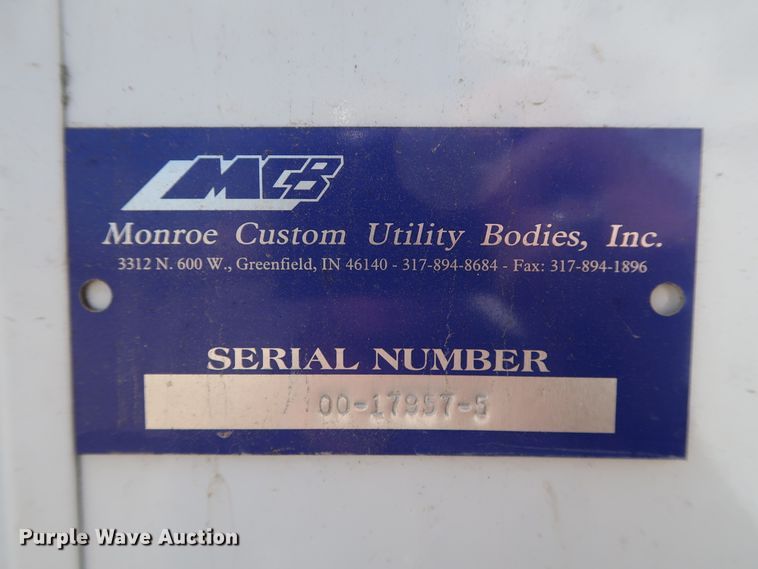 MCB
Monroe Custom Utility Bodies, Inc.
3312 N. 600 W., Greenfield, IN 46140 - 317-894-8684 - Fax: 317-894-1896
SERIAL NUMBER
00-17957-5
Purple Wave Auction